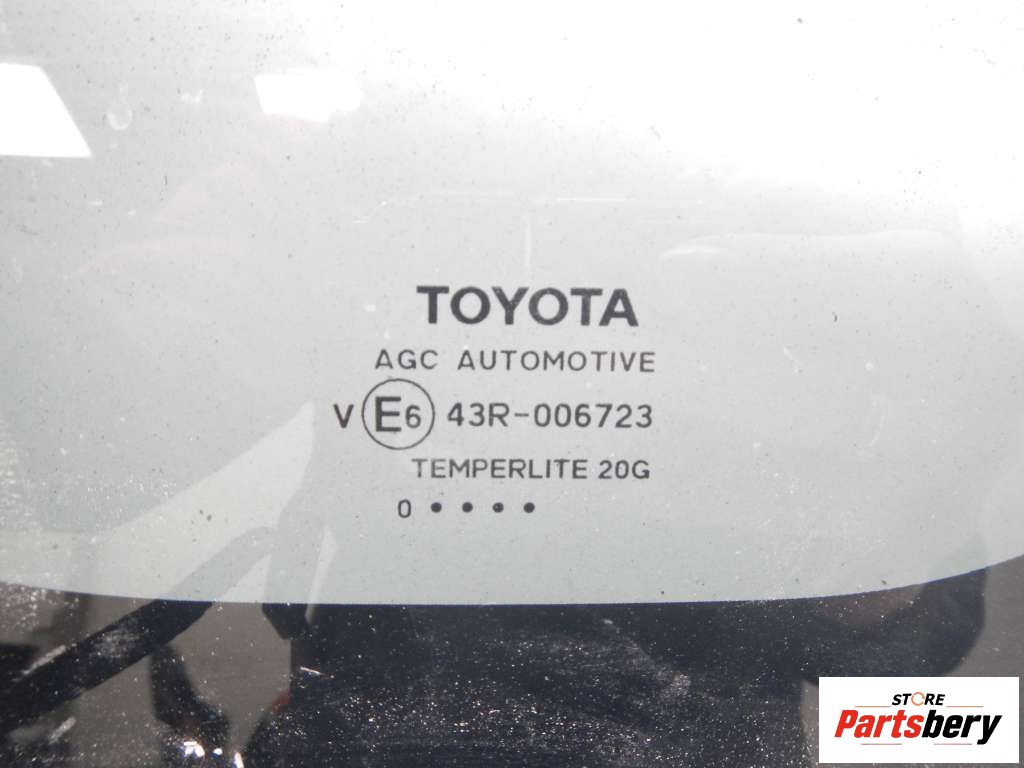 TOYOTA
AGC AUTOMOTIVE
V E6 43R-006723
TEMPERLITE 20G
0 • • • •
STORE
Partsbery